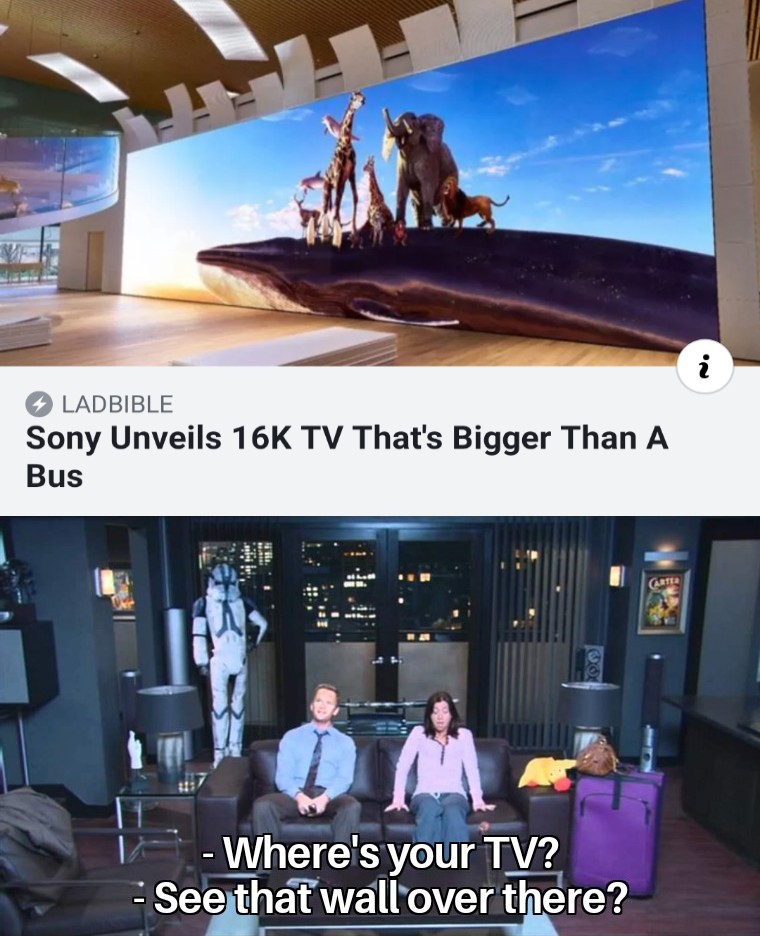 i
LADBIBLE
Sony Unveils 16K TV That's Bigger Than A
Bus
CARTER
- Where's your TV?
- See that wall over there?